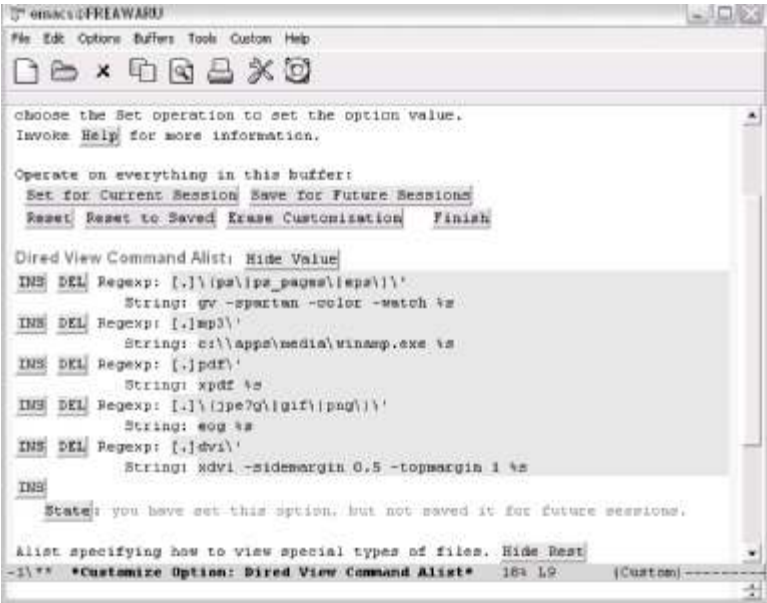 emacs@FREAWARU
File Edit Options Buffers Tools Custom Help
choose the Set operation to set the option value.
Invoke Help for more information.
Operate on everything in this buffer:
Set for Current Session Save for Future Sessions
Reset Reset to Saved Erase Customization Finish
Dired View Command Alist: Hide Value
INS DEL Regexp: [.]\(ps\|ps_pages\|eps\)\'
String: gv -spartan -color -watch %s
INS DEL Regexp: [.]mp3\'
String: c:\\apps\media\winamp.exe %s
INS DEL Regexp: [.]pdf\'
String: xpdf %s
INS DEL Regexp: [.]\(jpe?g\|gif\|png\)\'
String: eog %s
INS DEL Regexp: [.]dvi\'
String: xdvi -sidemargin 0.5 -topmargin 1 %s
INS
State: you have set this option, but not saved it for future sessions.
Alist specifying how to view special types of files. Hide Rest
-1\** *Customize Option: Dired View Command Alist* 18% L9 (Custom)----------